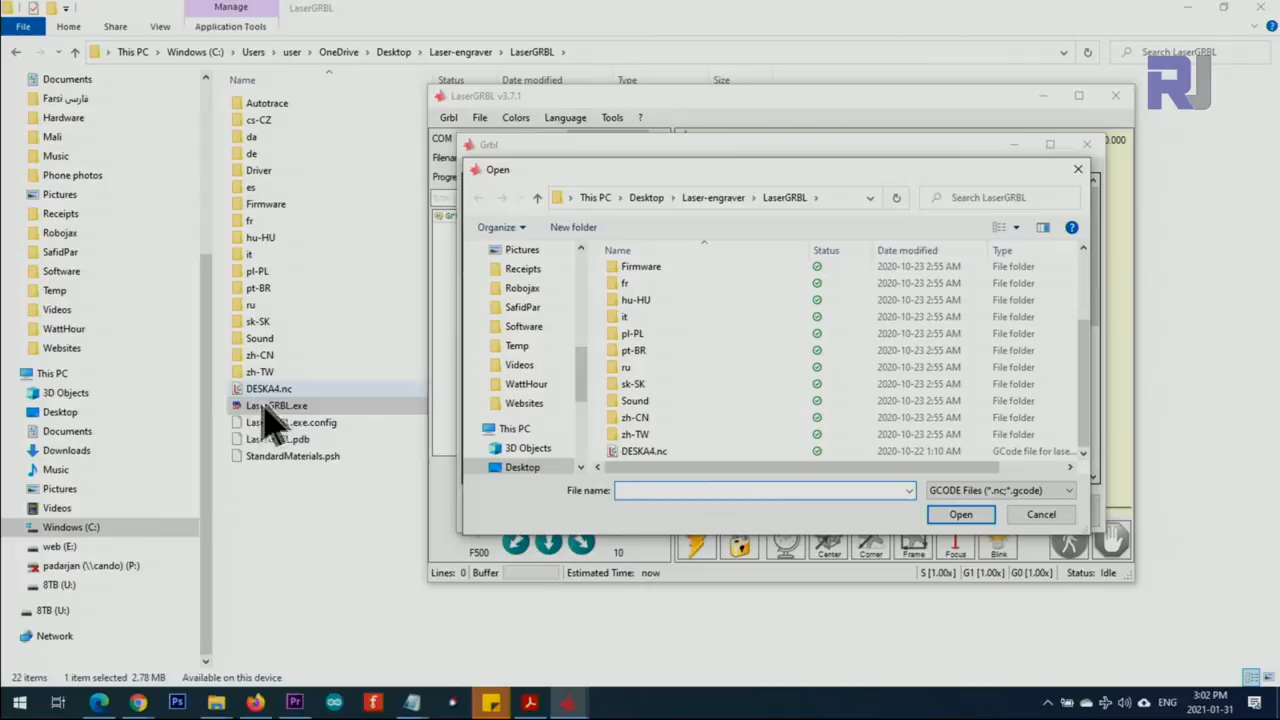 Manage
LaserGRBL
File
Home
Share
View
Application Tools
This PC
Windows (C:)
Users
user
OneDrive
Desktop
Laser-engraver
LaserGRBL
Search LaserGRBL
RJ
Documents
Farsi فارسی
Hardware
Mali
Music
Phone photos
Pictures
Receipts
Robojax
SafidPar
Software
Temp
Videos
WattHour
Websites
This PC
3D Objects
Desktop
Documents
Downloads
Music
Pictures
Videos
Windows (C:)
web (E:)
padarjan (\\cando) (P:)
8TB (U:)
8TB (U:)
Network
Name
Status
Date modified
Type
Size
Autotrace
cs-CZ
da
de
Driver
es
Firmware
fr
hu-HU
it
pl-PL
pt-BR
ru
sk-SK
Sound
zh-CN
zh-TW
DESKA4.nc
LaserGRBL.exe
.exe.config
.pdb
StandardMaterials.psh
LaserGRBL v3.7.1
Grbl
File
Colors
Language
Tools
?
COM
Filename
Progre
0.000
Grbl
Open
This PC
Desktop
Laser-engraver
LaserGRBL
Search LaserGRBL
Organize
New folder
Pictures
Receipts
Robojax
SafidPar
Software
Temp
Videos
WattHour
Websites
This PC
3D Objects
Desktop
Name
Status
Date modified
Type
Firmware
2020-10-23 2:55 AM
File folder
fr
2020-10-23 2:55 AM
File folder
hu-HU
2020-10-23 2:55 AM
File folder
it
2020-10-23 2:55 AM
File folder
pl-PL
2020-10-23 2:55 AM
File folder
pt-BR
2020-10-23 2:55 AM
File folder
ru
2020-10-23 2:55 AM
File folder
sk-SK
2020-10-23 2:55 AM
File folder
Sound
2020-10-23 2:55 AM
File folder
zh-CN
2020-10-23 2:55 AM
File folder
zh-TW
2020-10-23 2:55 AM
File folder
DESKA4.nc
2020-10-22 1:10 AM
GCode file for lase...
File name:
GCODE Files (*.nc;*.gcode)
Open
Cancel
F500
10
Center
Corner
Frame
Focus
Blink
Lines: 0
Buffer
Estimated Time: now
S [1.00x]
G1 [1.00x]
G0 [1.00x]
Status: Idle
22 items
1 item selected 2.78 MB
Available on this device
Ps
Pr
ENG
3:02 PM
2021-01-31